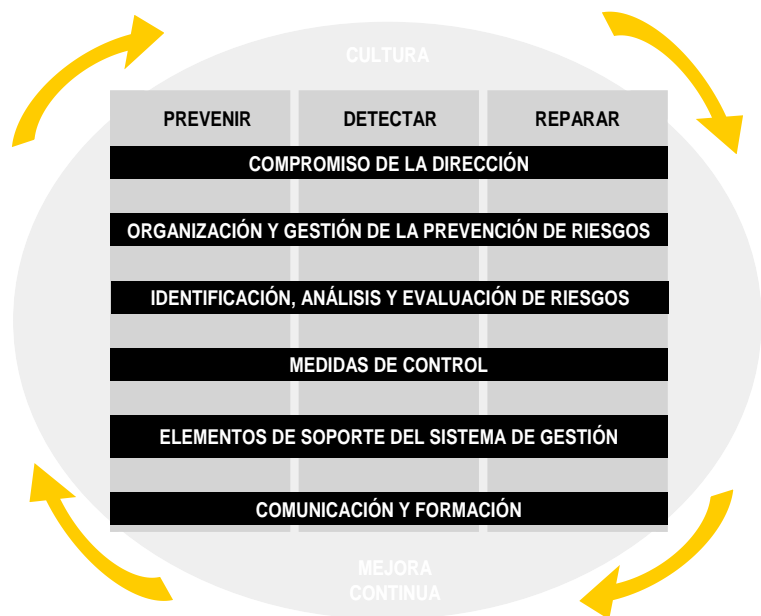 CULTURA
PREVENIR DETECTAR REPARAR
COMPROMISO DE LA DIRECCIÓN
ORGANIZACIÓN Y GESTIÓN DE LA PREVENCIÓN DE RIESGOS
IDENTIFICACIÓN, ANÁLISIS Y EVALUACIÓN DE RIESGOS
MEDIDAS DE CONTROL
ELEMENTOS DE SOPORTE DEL SISTEMA DE GESTIÓN
COMUNICACIÓN Y FORMACIÓN
MEJORA
CONTINUA